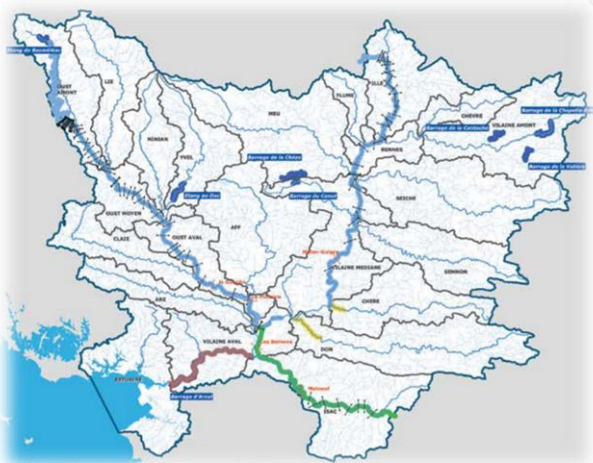 Etang de Bosméléac
LIE
OUST
AMONT
ILLE
FLUME
MEU
CHEVRE
Barrage de la Chapelle
VILAINE AMONT
Barrage de la Cantache
Barrage de la Valière
RENNES
NINIAN
YVEL
Barrage de la Chèze
Barrage du Canut
Etang au Duc
SEICHE
OUST MOYEN
CLAIE
OUST AVAL
AFF
VILAINE MEDIANE
SEMNON
CHERE
ARZ
DON
VILAINE AVAL
Les Bellions
ESTUAIRE
Barrage d'Arzal
Melneuf
ISAC